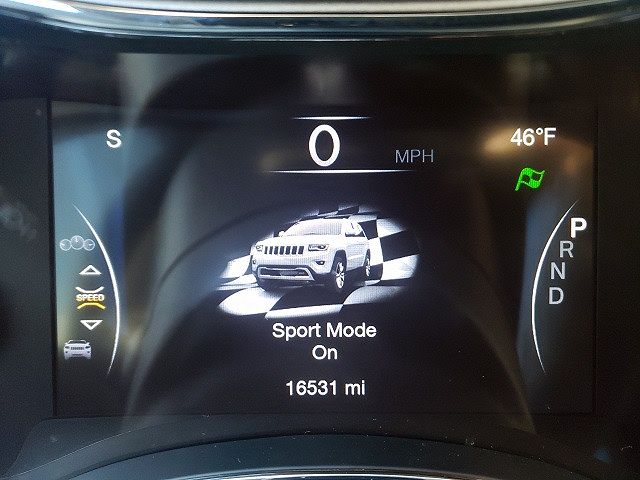 S
0
MPH
46°F
P
R
N
D
SPEED
Sport Mode
On
16531 mi